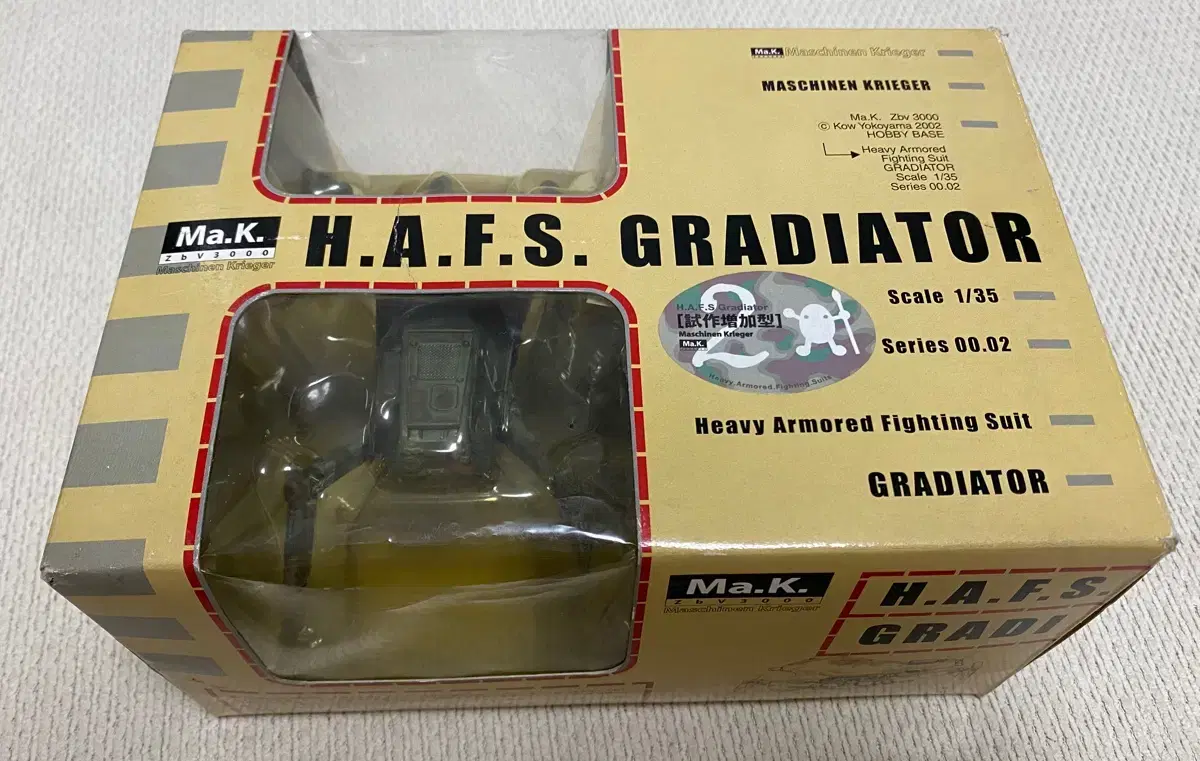 Ma.K. Maschinen Krieger
MASCHINEN KRIEGER
Ma.K. Zbv 3000
© Kow Yokoyama 2002
HOBBY BASE
Heavy Armored
Fighting Suit
GRADIATOR
Scale 1/35
Series 00.02
Ma.K.
ZbV3000
Maschinen Krieger
H.A.F.S. GRADIATOR
H.A.F.S Gradiator
[試作増加型]
Maschinen Krieger
Ma.K.
2
Heavy.Armored.Fighting.Suits
Scale 1/35
Series 00.02
Heavy Armored Fighting Suit
GRADIATOR
Ma.K.
ZbV3000
Maschinen Krieger
H.A.F.S.
GRADI